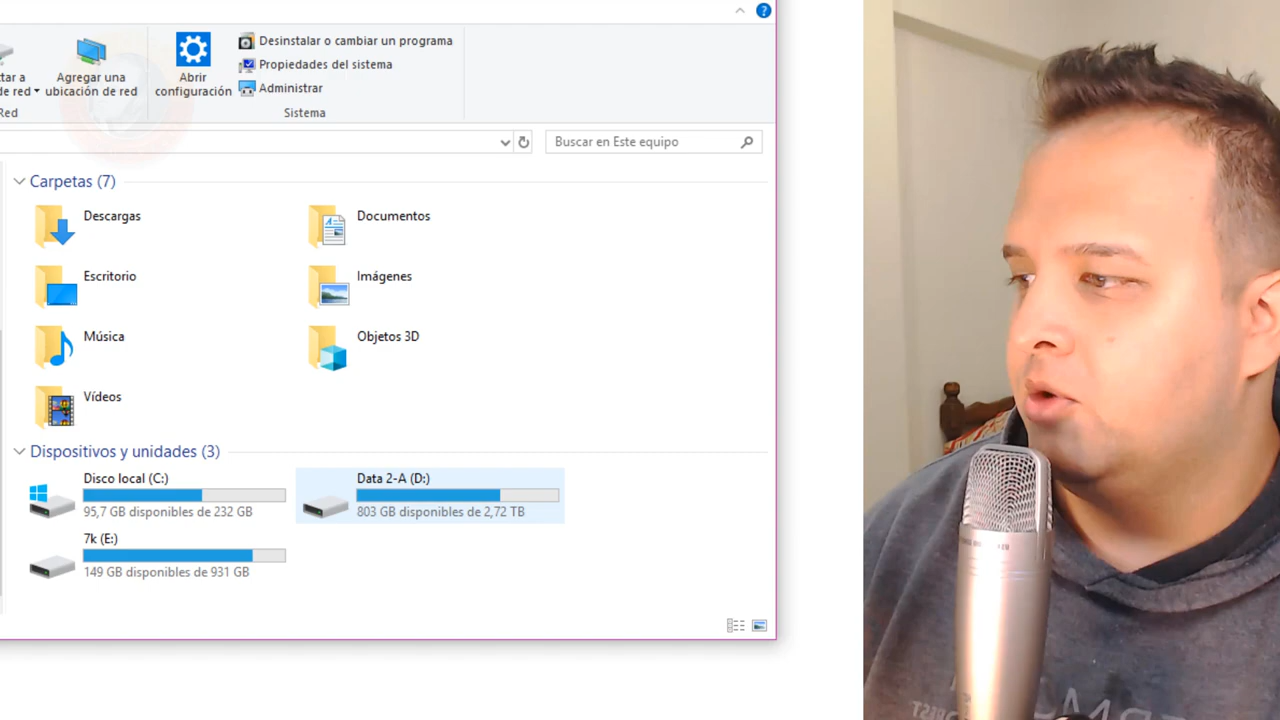 tar a
de red
Agregar una
ubicación de red
Abrir
configuración
Desinstalar o cambiar un programa
Propiedades del sistema
Administrar
Red
Sistema
Buscar en Este equipo
Carpetas (7)
Descargas
Documentos
Escritorio
Imágenes
Música
Objetos 3D
Vídeos
Dispositivos y unidades (3)
Disco local (C:)
95,7 GB disponibles de 232 GB
Data 2-A (D:)
803 GB disponibles de 2,72 TB
7k (E:)
149 GB disponibles de 931 GB